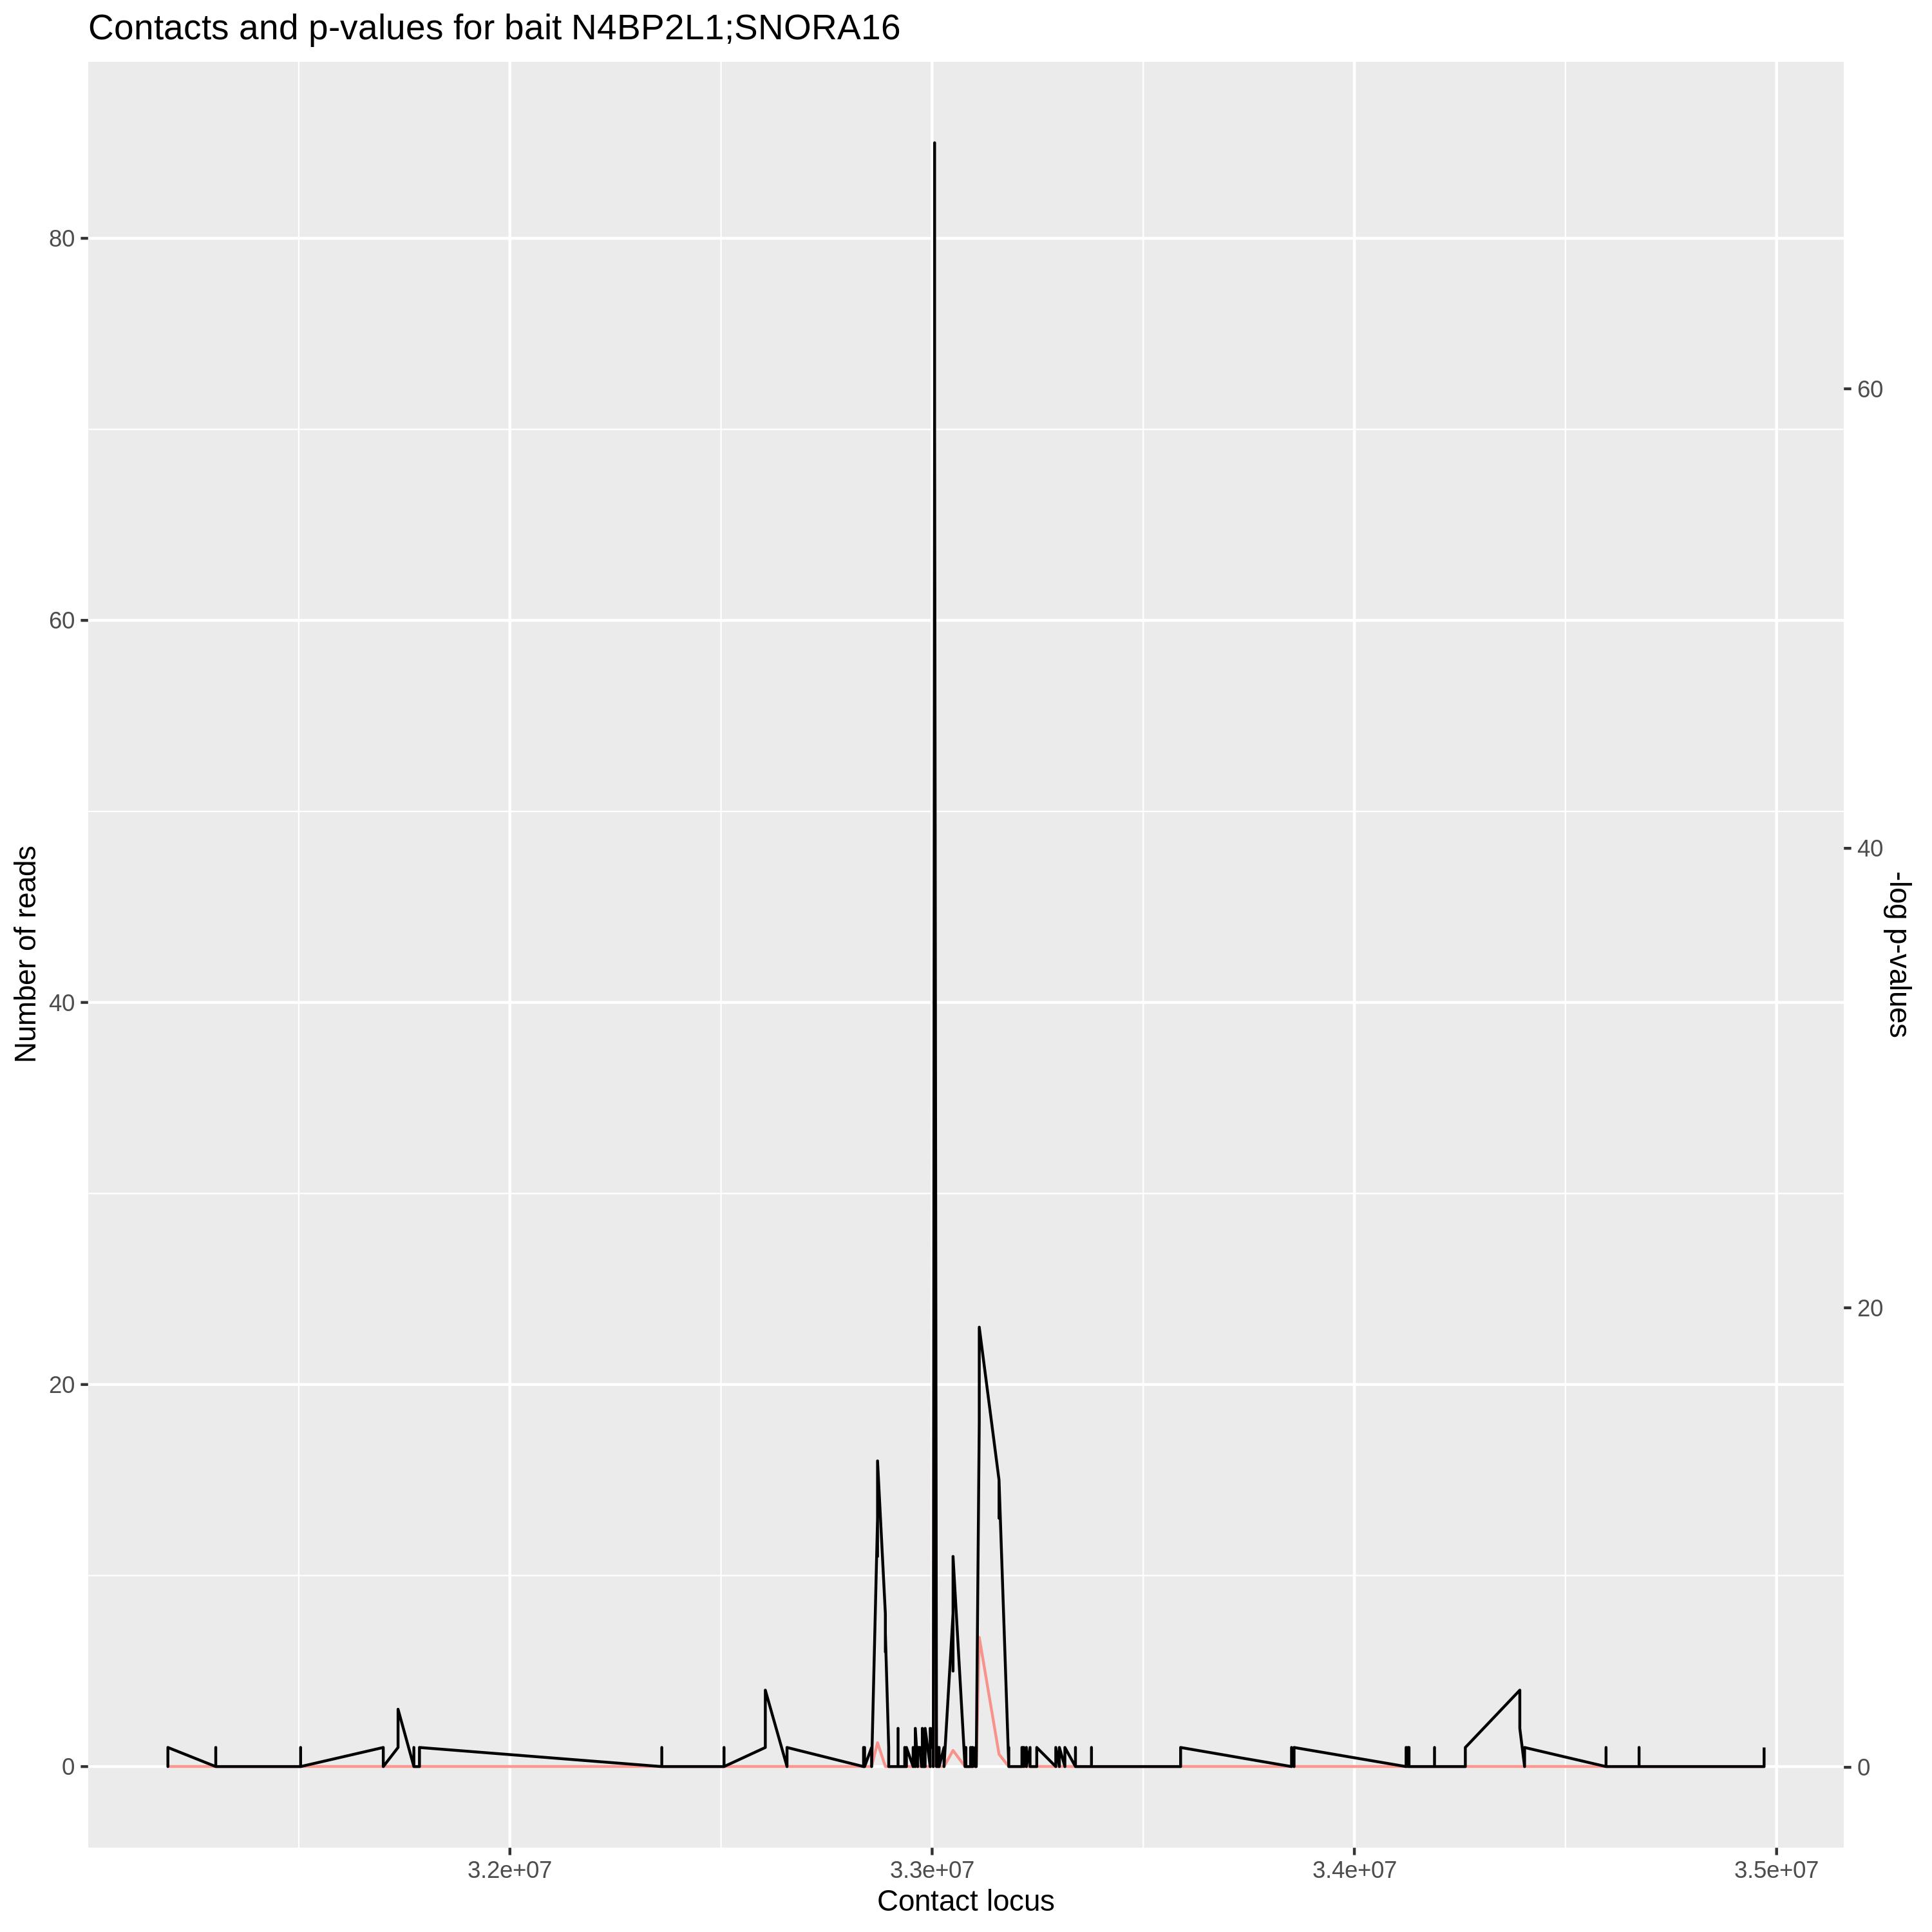 Contacts and p-values for bait N4BP2L1;SNORA16
80
60
40
20
0
Number of reads
60
40
20
0
-log p-values
3.2e+07
3.3e+07
3.4e+07
3.5e+07
Contact locus